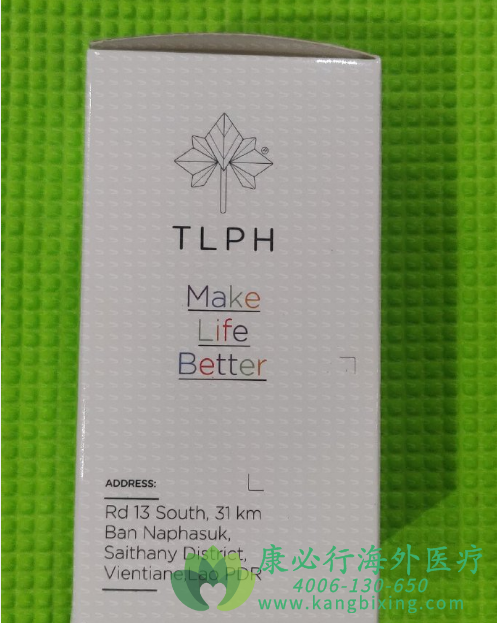 TLPH
Make
Life
Better
ADDRESS:
Rd 13 South, 31 km
Ban Naphasuk,
Saithany District,
Vientiane, Lao PDR
康必行海外医疗
4006-130-650
www.kangbixing.com